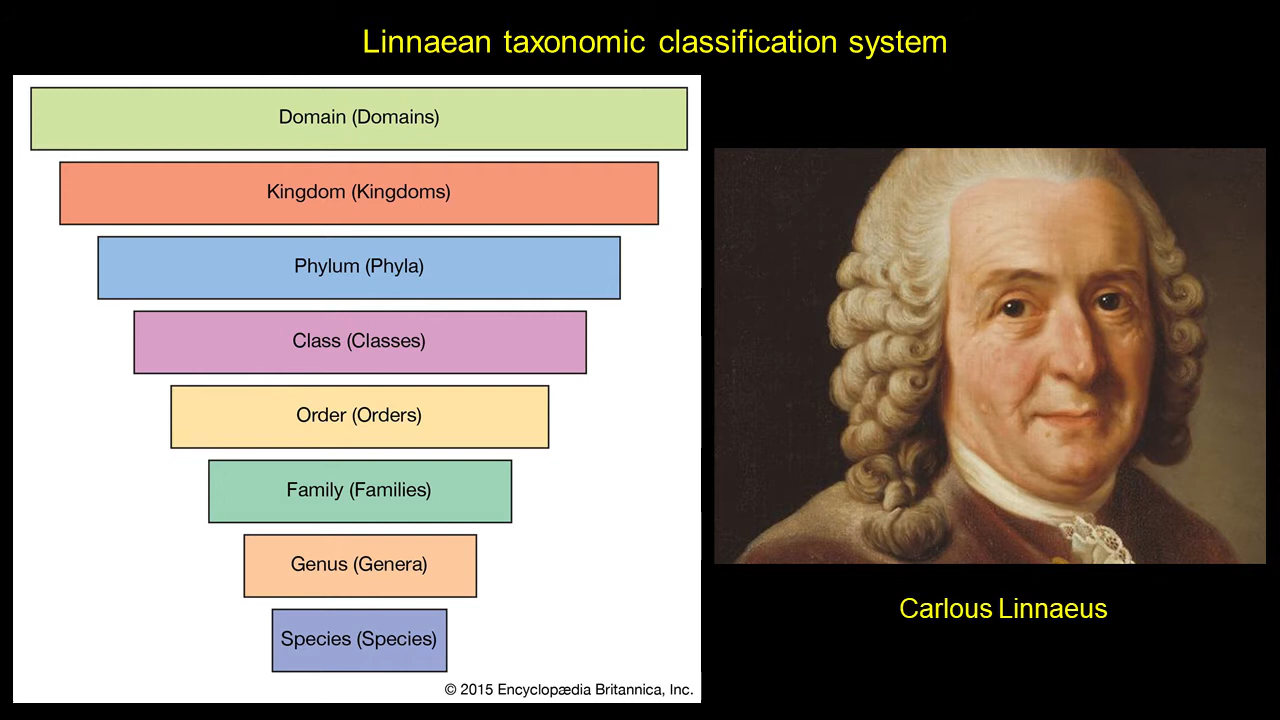 Linnaean taxonomic classification system
Domain (Domains)
Kingdom (Kingdoms)
Phylum (Phyla)
Class (Classes)
Order (Orders)
Family (Families)
Genus (Genera)
Species (Species)
© 2015 Encyclopædia Britannica, Inc.
Carlous Linnaeus